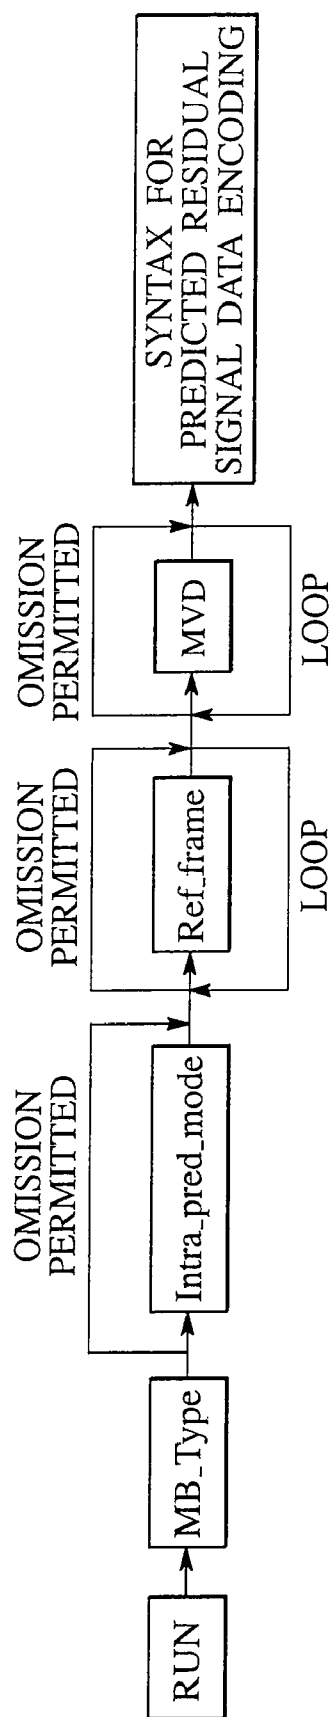 RUN
MB_Type
Intra_pred_mode
OMISSION
PERMITTED
Ref_frame
OMISSION
PERMITTED
LOOP
MVD
OMISSION
PERMITTED
LOOP
SYNTAX FOR
PREDICTED RESIDUAL
SIGNAL DATA ENCODING